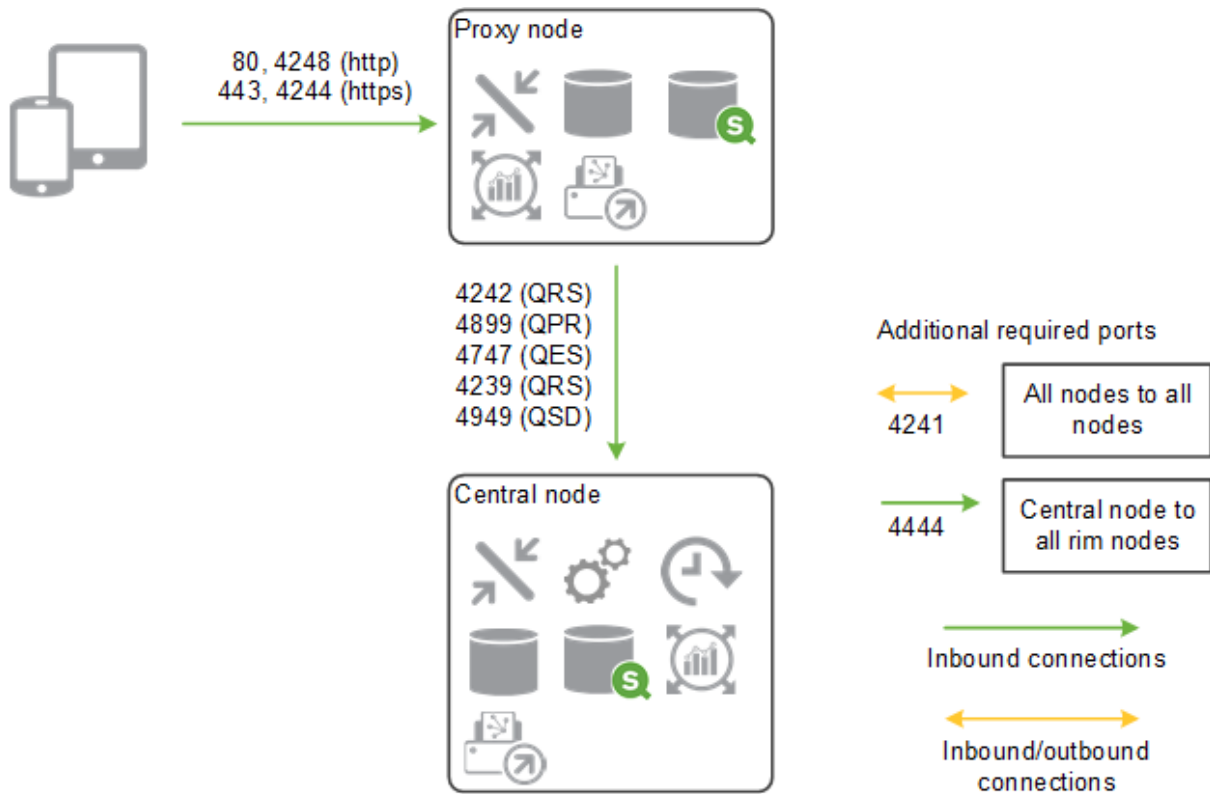 Proxy node
80, 4248 (http)
443, 4244 (https)
S
4242 (QRS)
4899 (QPR)
4747 (QES)
4239 (QRS)
4949 (QSD)
Additional required ports
4241
All nodes to all
nodes
4444
Central node to
all rim nodes
Central node
S
Inbound connections
Inbound/outbound
connections